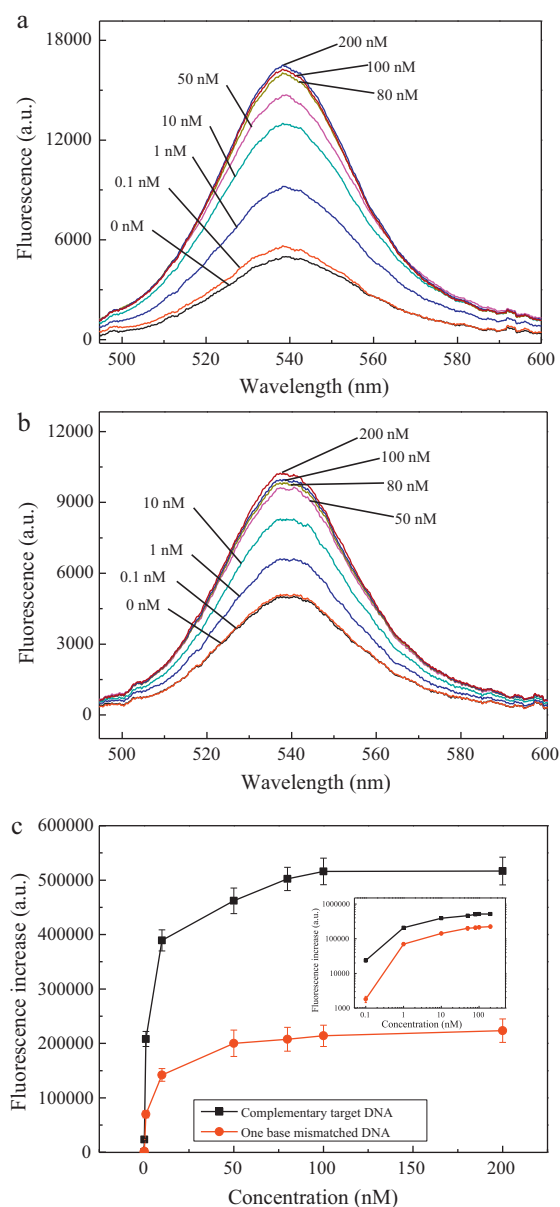 a
18000
12000
6000
0
Fluorescence (a.u.)
200 nM
100 nM
80 nM
50 nM
10 nM
1 nM
0.1 nM
0 nM
500 520 540 560 580 600
Wavelength (nm)
b
12000
9000
6000
3000
0
Fluorescence (a.u.)
200 nM
100 nM
80 nM
50 nM
10 nM
1 nM
0.1 nM
0 nM
500 520 540 560 580 600
Wavelength (nm)
c
600000
500000
400000
300000
200000
100000
0
Fluorescence increase (a.u.)
1000000
100000
10000
1000
Fluorescence increase (a.u.)
0.1 1 10 100
Concentration (nM)
Complementary target DNA
One base mismatched DNA
0 50 100 150 200
Concentration (nM)